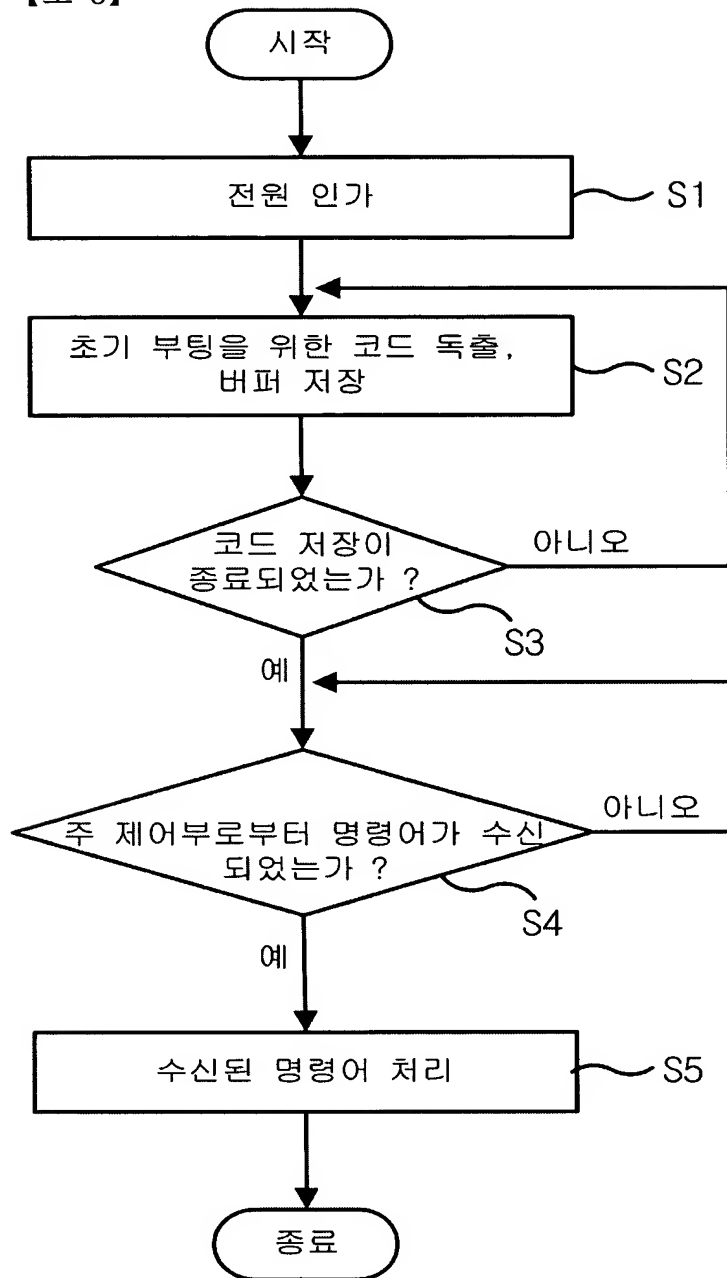 시작
전원 인가
S1
초기 부팅을 위한 코드 독출,
버퍼 저장
S2
코드 저장이
종료되었는가 ?
아니오
S3
예
주 제어부로부터 명령어가 수신
되었는가 ?
아니오
S4
예
수신된 명령어 처리
S5
종료